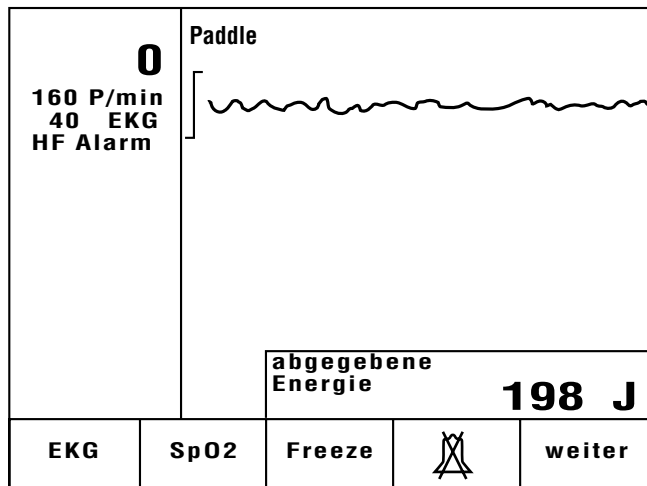 0
160 P/min
40 EKG
HF Alarm
Paddle
abgegebene
Energie
198 J
EKG
SpO2
Freeze
weiter